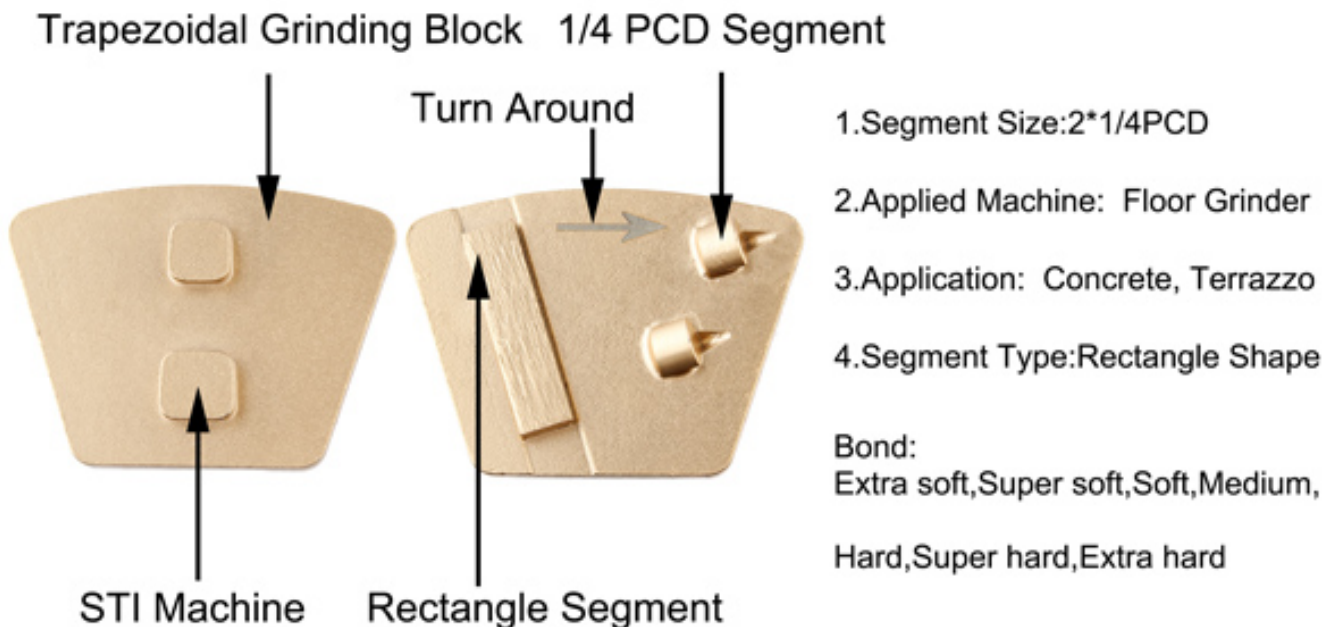 Trapezoidal Grinding Block
1/4 PCD Segment
Turn Around
STI Machine
Rectangle Segment
1.Segment Size:2*1/4PCD
2.Applied Machine: Floor Grinder
3.Application: Concrete, Terrazzo
4.Segment Type:Rectangle Shape
Bond:
Extra soft,Super soft,Soft,Medium,
Hard,Super hard,Extra hard